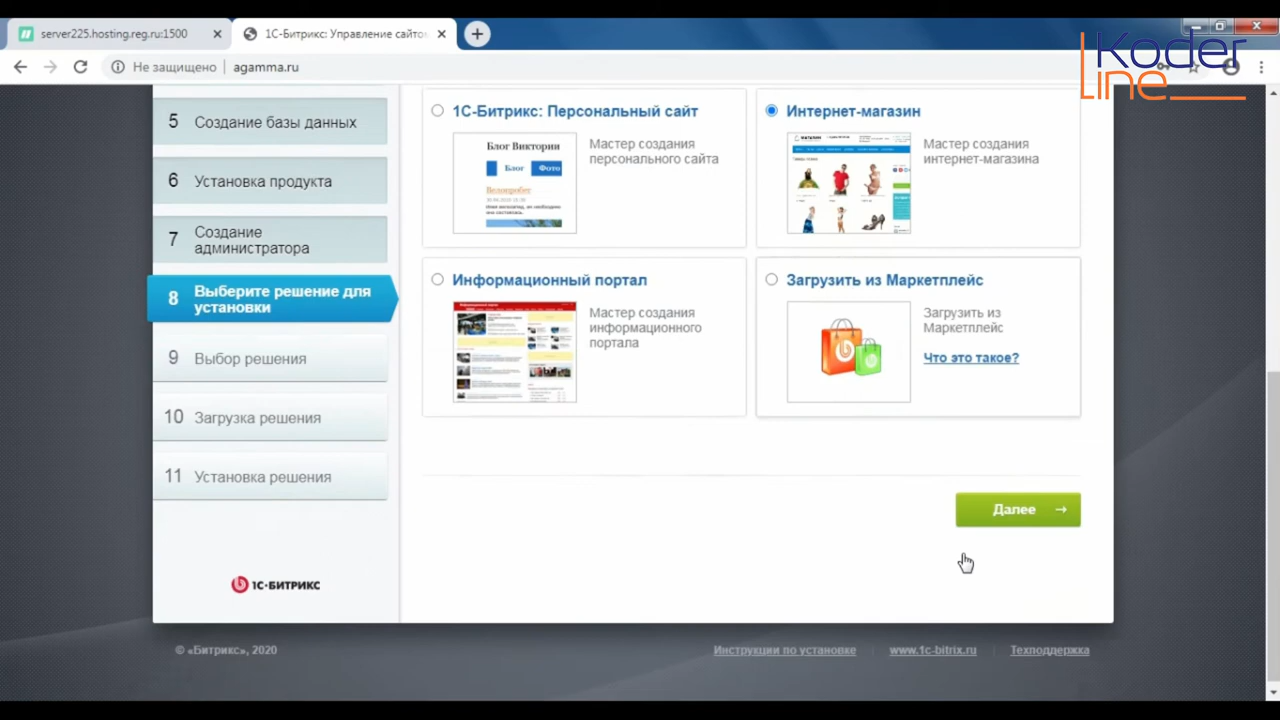 server225.hosting.reg.ru:1500
1С-Битрикс: Управление сайто
Не защищено
agamma.ru
Koder
Line
5 Создание базы данных
6 Установка продукта
7 Создание
администратора
8 Выберите решение для
установки
9 Выбор решения
10 Загрузка решения
11 Установка решения
1С-БИТРИКС
1С-Битрикс: Персональный сайт
Блог Виктории
Блог
Фото
Велопробег
Мастер создания
персонального сайта
Интернет-магазин
Мастер создания
интернет-магазина
Информационный портал
Мастер создания
информационного
портала
Загрузить из Маркетплейс
Загрузить из
Маркетплейс
Что это такое?
Далее →
© «Битрикс», 2020
Инструкции по установке
www.1c-bitrix.ru
Техподдержка